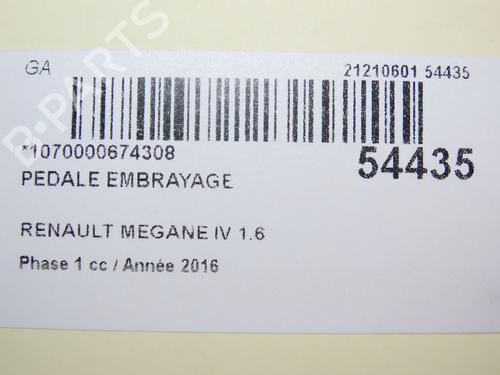 GA 21210601 54435
*1070000674308 54435
PEDALE EMBRAYAGE
RENAULT MEGANE IV 1.6
Phase 1 cc / Année 2016
B-PARTS